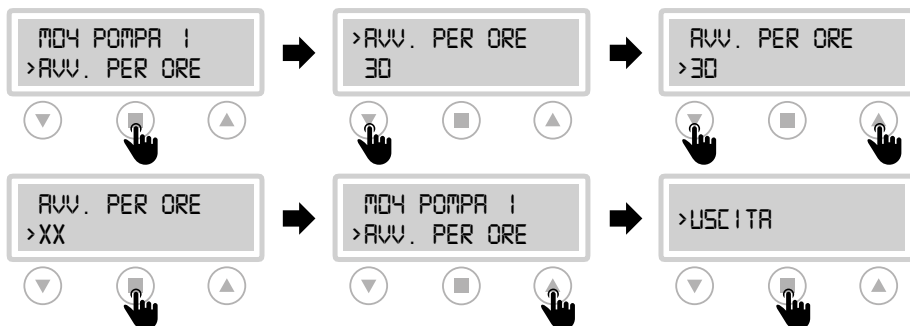 MD4 POMPA 1
>AVV. PER ORE
>AVV. PER ORE
30
AVV. PER ORE
>30
AVV. PER ORE
>XX
MD4 POMPA 1
>AVV. PER ORE
>USCITA